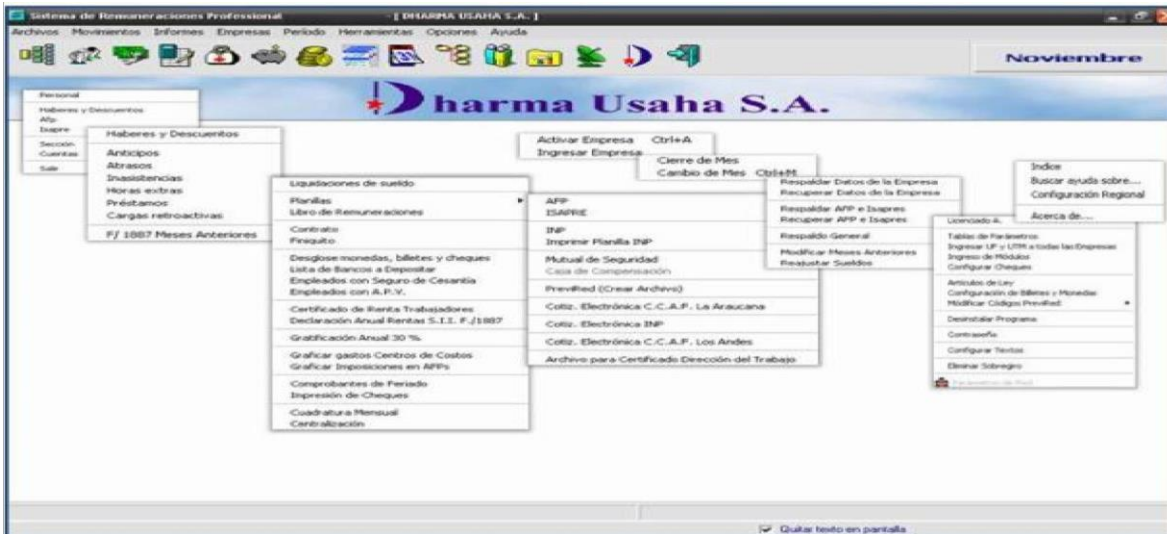 Sistema de Remuneraciones Professional - [ DHARMA USAHA S.A. ]
Archivos Movimientos Informes Empresas Periodo Herramientas Opciones Ayuda
Noviembre
Dharma Usaha S.A.
Personal
Haberes y Descuentos
Afp
Isapre
Sección
Cuentas
Sale
Haberes y Descuentos
Anticipos
Atrasos
Inasistencias
Horas extras
Préstamos
Cargas retroactivas
F/ 1887 Meses Anteriores
Liquidaciones de sueldo
Planillas
Libro de Remuneraciones
Contrato
Finiquito
Desglose monedas, billetes y cheques
Lista de Bancos a Depositar
Empleados con Seguro de Cesantía
Empleados con A.P.V.
Certificado de Renta Trabajadores
Declaración Anual Rentas S.I.I. F./1887
Gratificación Anual 30 %
Graficar gastos Centros de Costos
Graficar Imposiciones en AFPs
Comprobantes de Feriado
Impresión de Cheques
Cuadratura Mensual
Centralización
AFP
ISAPRE
INP
Imprimir Planilla INP
Mutual de Seguridad
Caja de Compensación
PreviRed (Crear Archivo)
Cotiz. Electrónica C.C.A.F. La Araucana
Cotiz. Electrónica INP
Cotiz. Electrónica C.C.A.F. Los Andes
Archivo para Certificado Dirección del Trabajo
Activar Empresa Ctrl+A
Ingresar Empresa
Cierre de Mes
Cambio de Mes Ctrl+M
Respaldar Datos de la Empresa
Recuperar Datos de la Empresa
Respaldar AFP e Isapres
Recuperar AFP e Isapres
Respaldo General
Modificar Meses Anteriores
Reajustar Sueldos
Licenciado A.
Tablas de Parámetros
Ingresar UF y UTM a todas las Empresas
Ingreso de Módulos
Configurar Cheques
Artículos de Ley
Configuración de Billetes y Monedas
Módificar Códigos PreviRed
Desinstalar Programa
Contraseña
Configurar Textos
Eliminar Sobregiro
Parámetros de Red
Indice
Buscar ayuda sobre...
Configuración Regional
Acerca de...
Quitar texto en pantalla